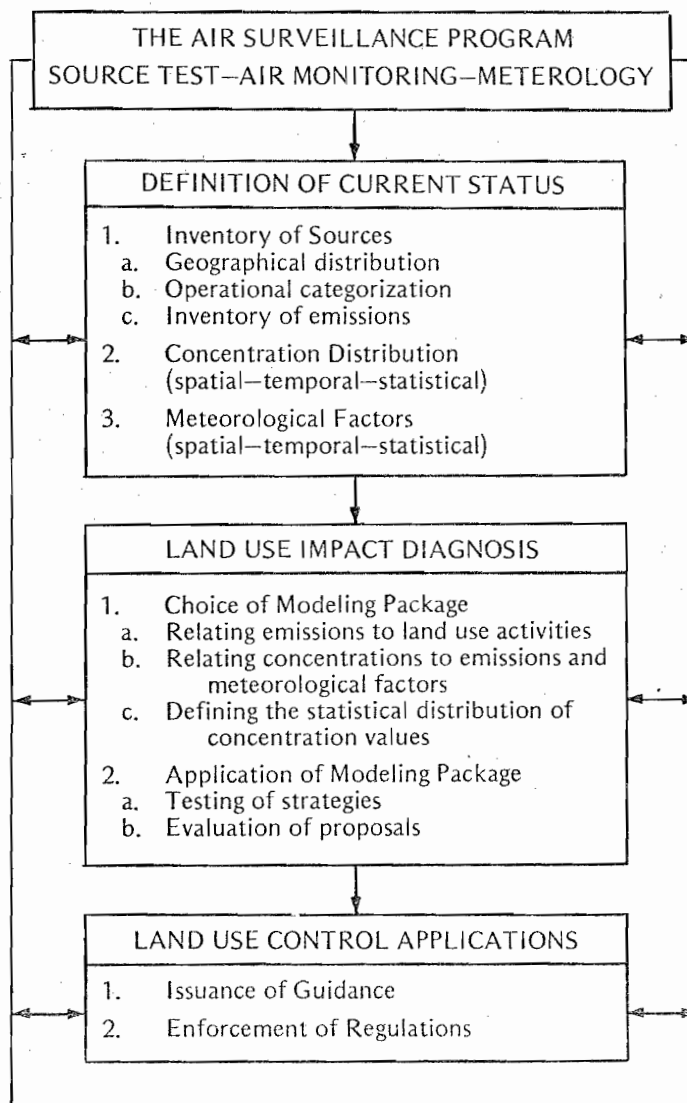 THE AIR SURVEILLANCE PROGRAM
SOURCE TEST—AIR MONITORING—METEROLOGY
DEFINITION OF CURRENT STATUS
1. Inventory of Sources
a. Geographical distribution
b. Operational categorization
c. Inventory of emissions
2. Concentration Distribution
(spatial—temporal—statistical)
3. Meteorological Factors
(spatial—temporal—statistical)
LAND USE IMPACT DIAGNOSIS
1. Choice of Modeling Package
a. Relating emissions to land use activities
b. Relating concentrations to emissions and
meteorological factors
c. Defining the statistical distribution of
concentration values
2. Application of Modeling Package
a. Testing of strategies
b. Evaluation of proposals
LAND USE CONTROL APPLICATIONS
1. Issuance of Guidance
2. Enforcement of Regulations